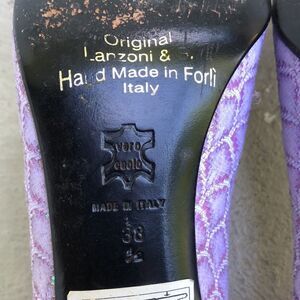 Original
Lanzoni &
Hand Made in Forlì
Italy
vero
cuoio
MADE IN ITALY
38
½